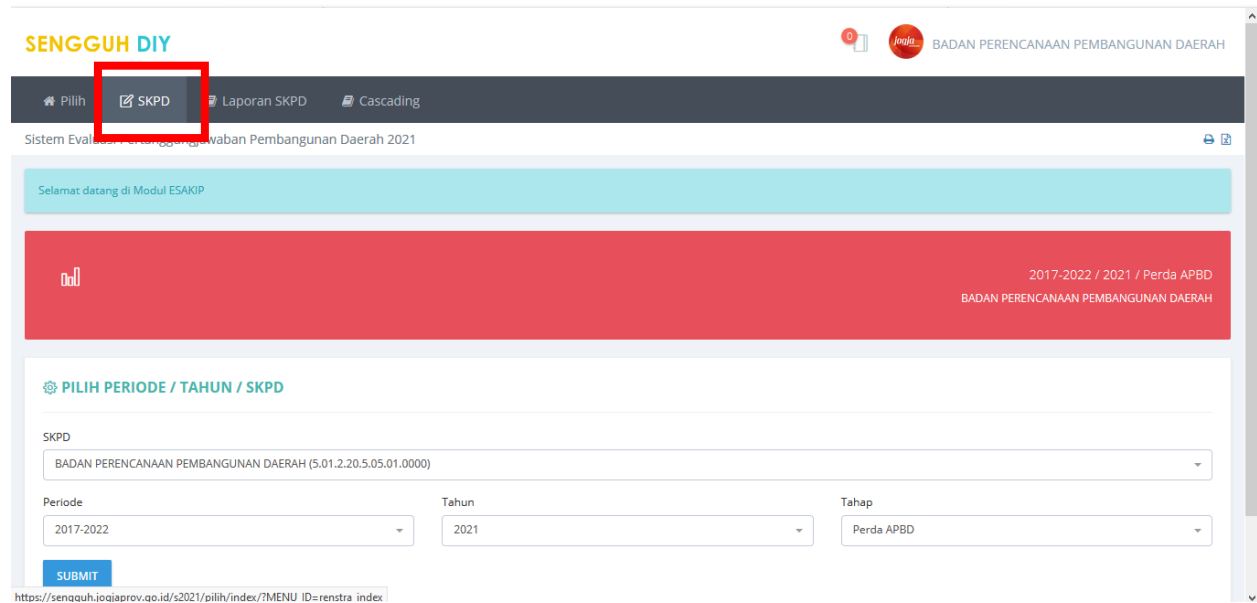 SENGGUH DIY
0
Jogja
BADAN PERENCANAAN PEMBANGUNAN DAERAH
Pilih
SKPD
Laporan SKPD
Cascading
Sistem Evaluasi Pertanggungjawaban Pembangunan Daerah 2021
Selamat datang di Modul ESAKIP
2017-2022 / 2021 / Perda APBD
BADAN PERENCANAAN PEMBANGUNAN DAERAH
PILIH PERIODE / TAHUN / SKPD
SKPD
BADAN PERENCANAAN PEMBANGUNAN DAERAH (5.01.2.20.5.05.01.0000)
Periode
Tahun
Tahap
2017-2022
2021
Perda APBD
SUBMIT
https://sengguh.jogjaprov.go.id/s2021/pilih/index/?MENU_ID=renstra_index